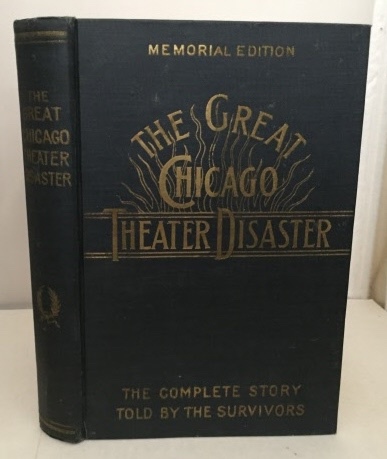 THE
GREAT
CHICAGO
THEATER
DISASTER
MEMORIAL EDITION
THE GREAT
CHICAGO
THEATER DISASTER
THE COMPLETE STORY
TOLD BY THE SURVIVORS